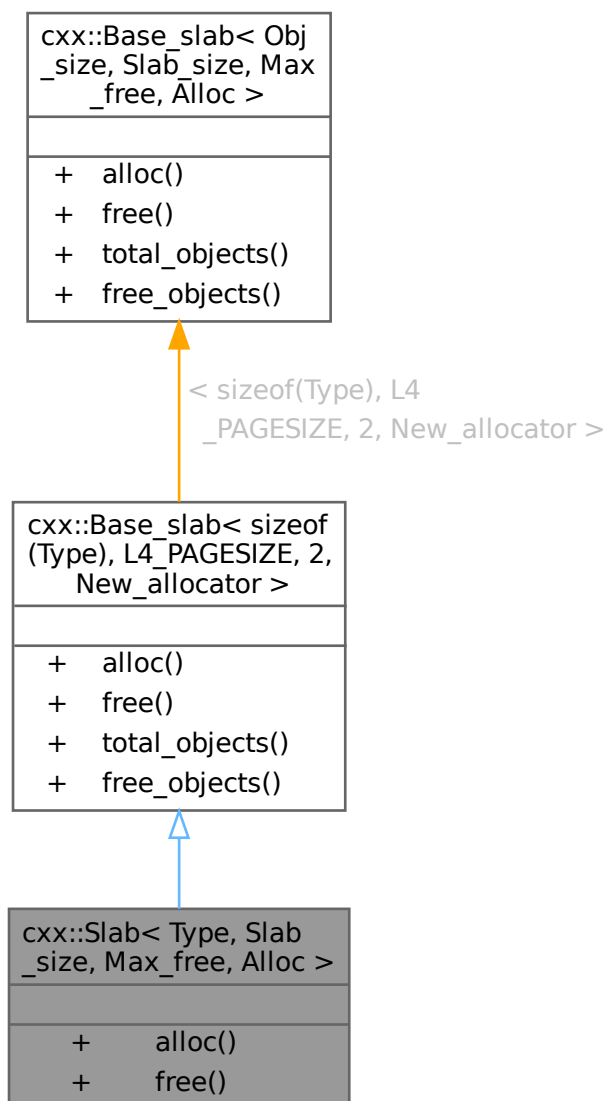 cxx::Base_slab< Obj
_size, Slab_size, Max
_free, Alloc >
+ alloc()
+ free()
+ total_objects()
+ free_objects()
< sizeof(Type), L4
_PAGESIZE, 2, New_allocator >
cxx::Base_slab< sizeof
(Type), L4_PAGESIZE, 2,
New_allocator >
+ alloc()
+ free()
+ total_objects()
+ free_objects()
cxx::Slab< Type, Slab
_size, Max_free, Alloc >
+ alloc()
+ free()